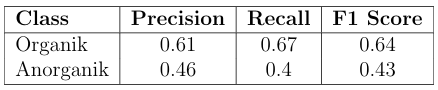 Class Precision Recall F1 Score
Organik 0.61 0.67 0.64
Anorganik 0.46 0.4 0.43